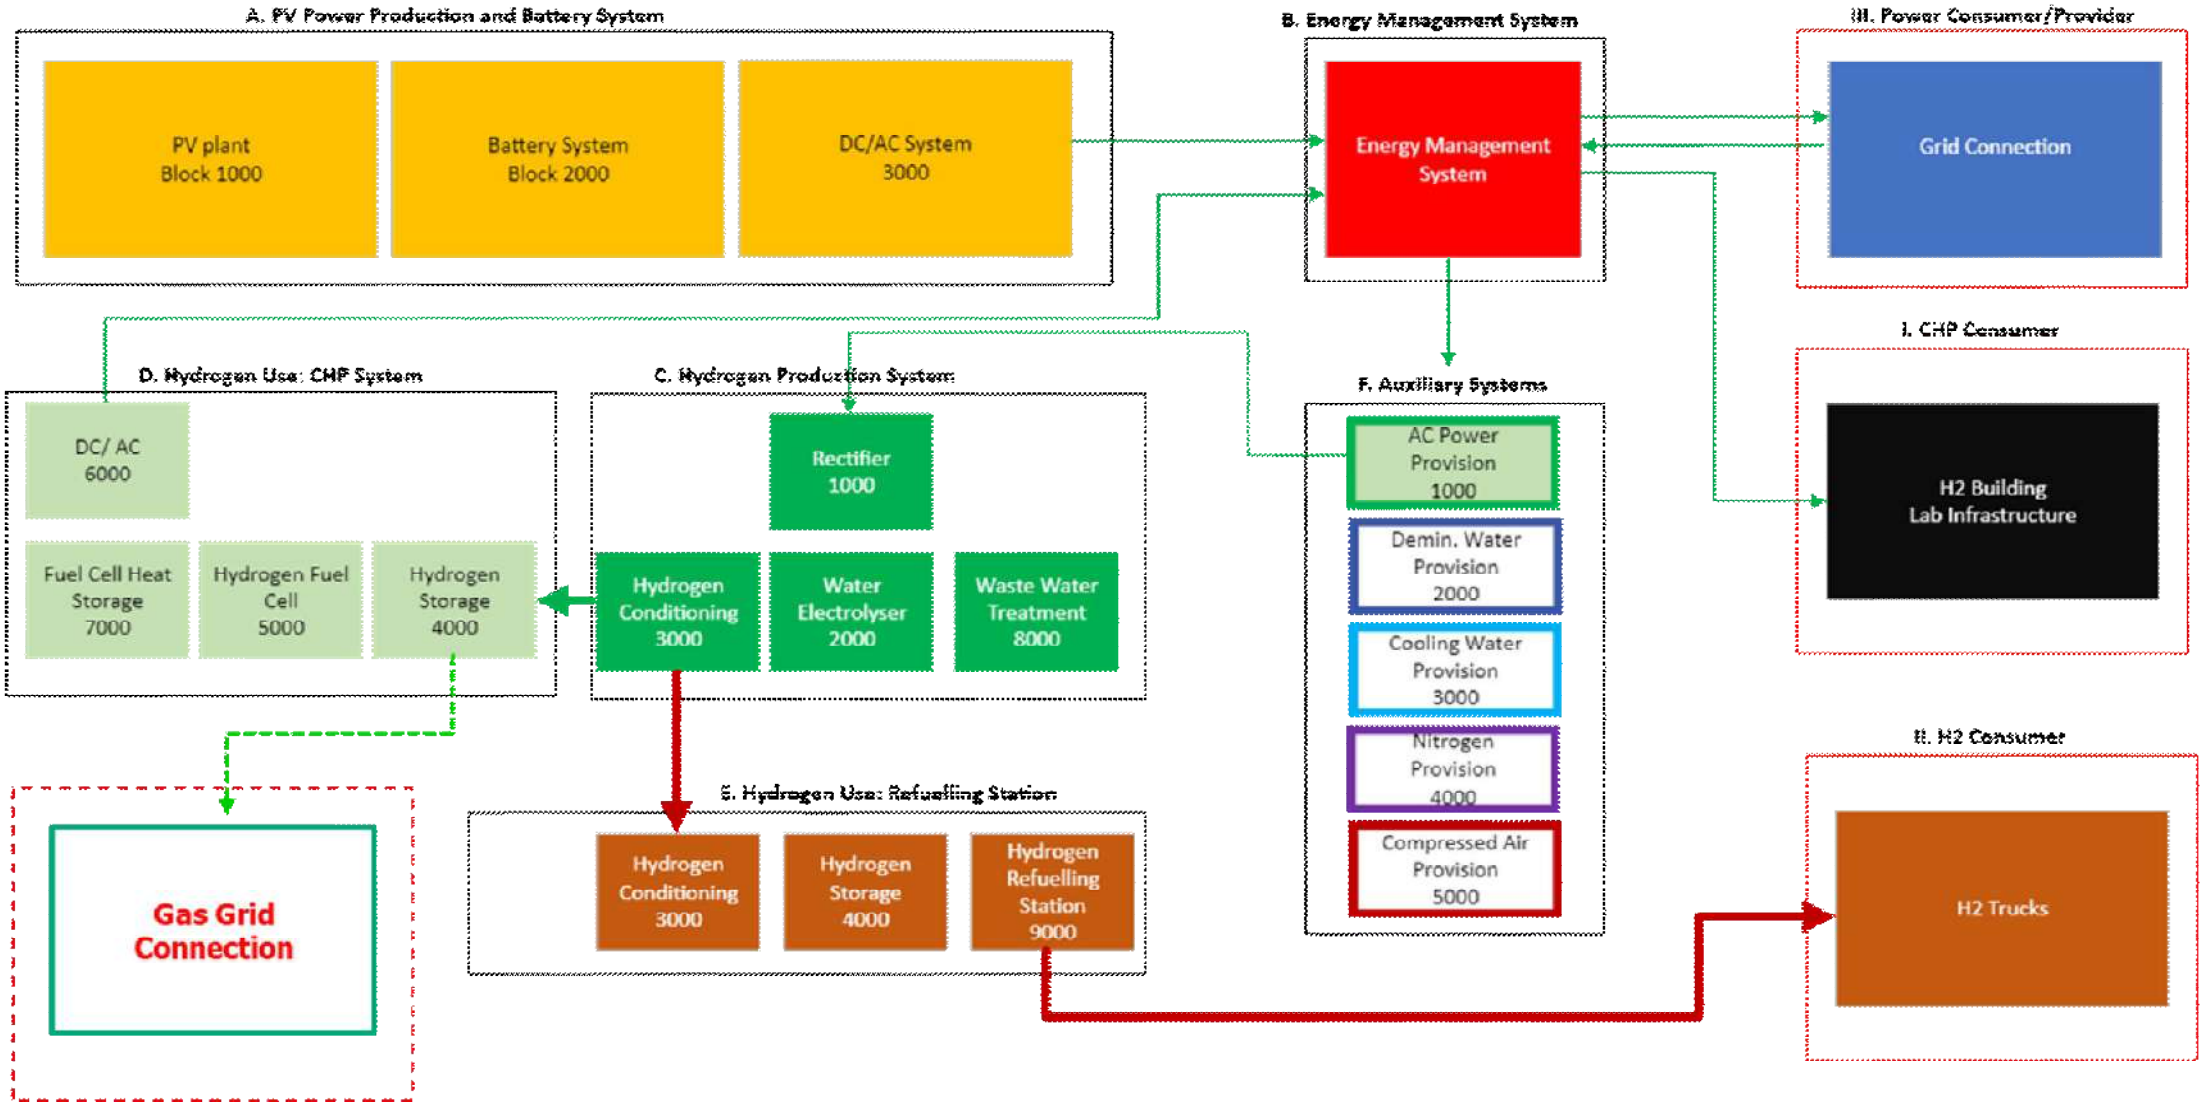 A. PV Power Production and Battery System
B. Energy Management System
III. Power Consumer/Provider
PV plant
Block 1000
Battery System
Block 2000
DC/AC System
3000
Energy Management
System
Grid Connection
I. CHP Consumer
D. Hydrogen Use: CHP System
C. Hydrogen Production System
F. Auxiliary Systems
DC/ AC
6000
Rectifier
1000
AC Power
Provision
1000
H2 Building
Lab Infrastructure
Fuel Cell Heat
Storage
7000
Hydrogen Fuel
Cell
5000
Hydrogen
Storage
4000
Hydrogen
Conditioning
3000
Water
Electrolyser
2000
Waste Water
Treatment
8000
Demin. Water
Provision
2000
Cooling Water
Provision
3000
Nitrogen
Provision
4000
Compressed Air
Provision
5000
II. H2 Consumer
E. Hydrogen Use: Refuelling Station
Gas Grid
Connection
Hydrogen
Conditioning
3000
Hydrogen
Storage
4000
Hydrogen
Refuelling
Station
9000
H2 Trucks